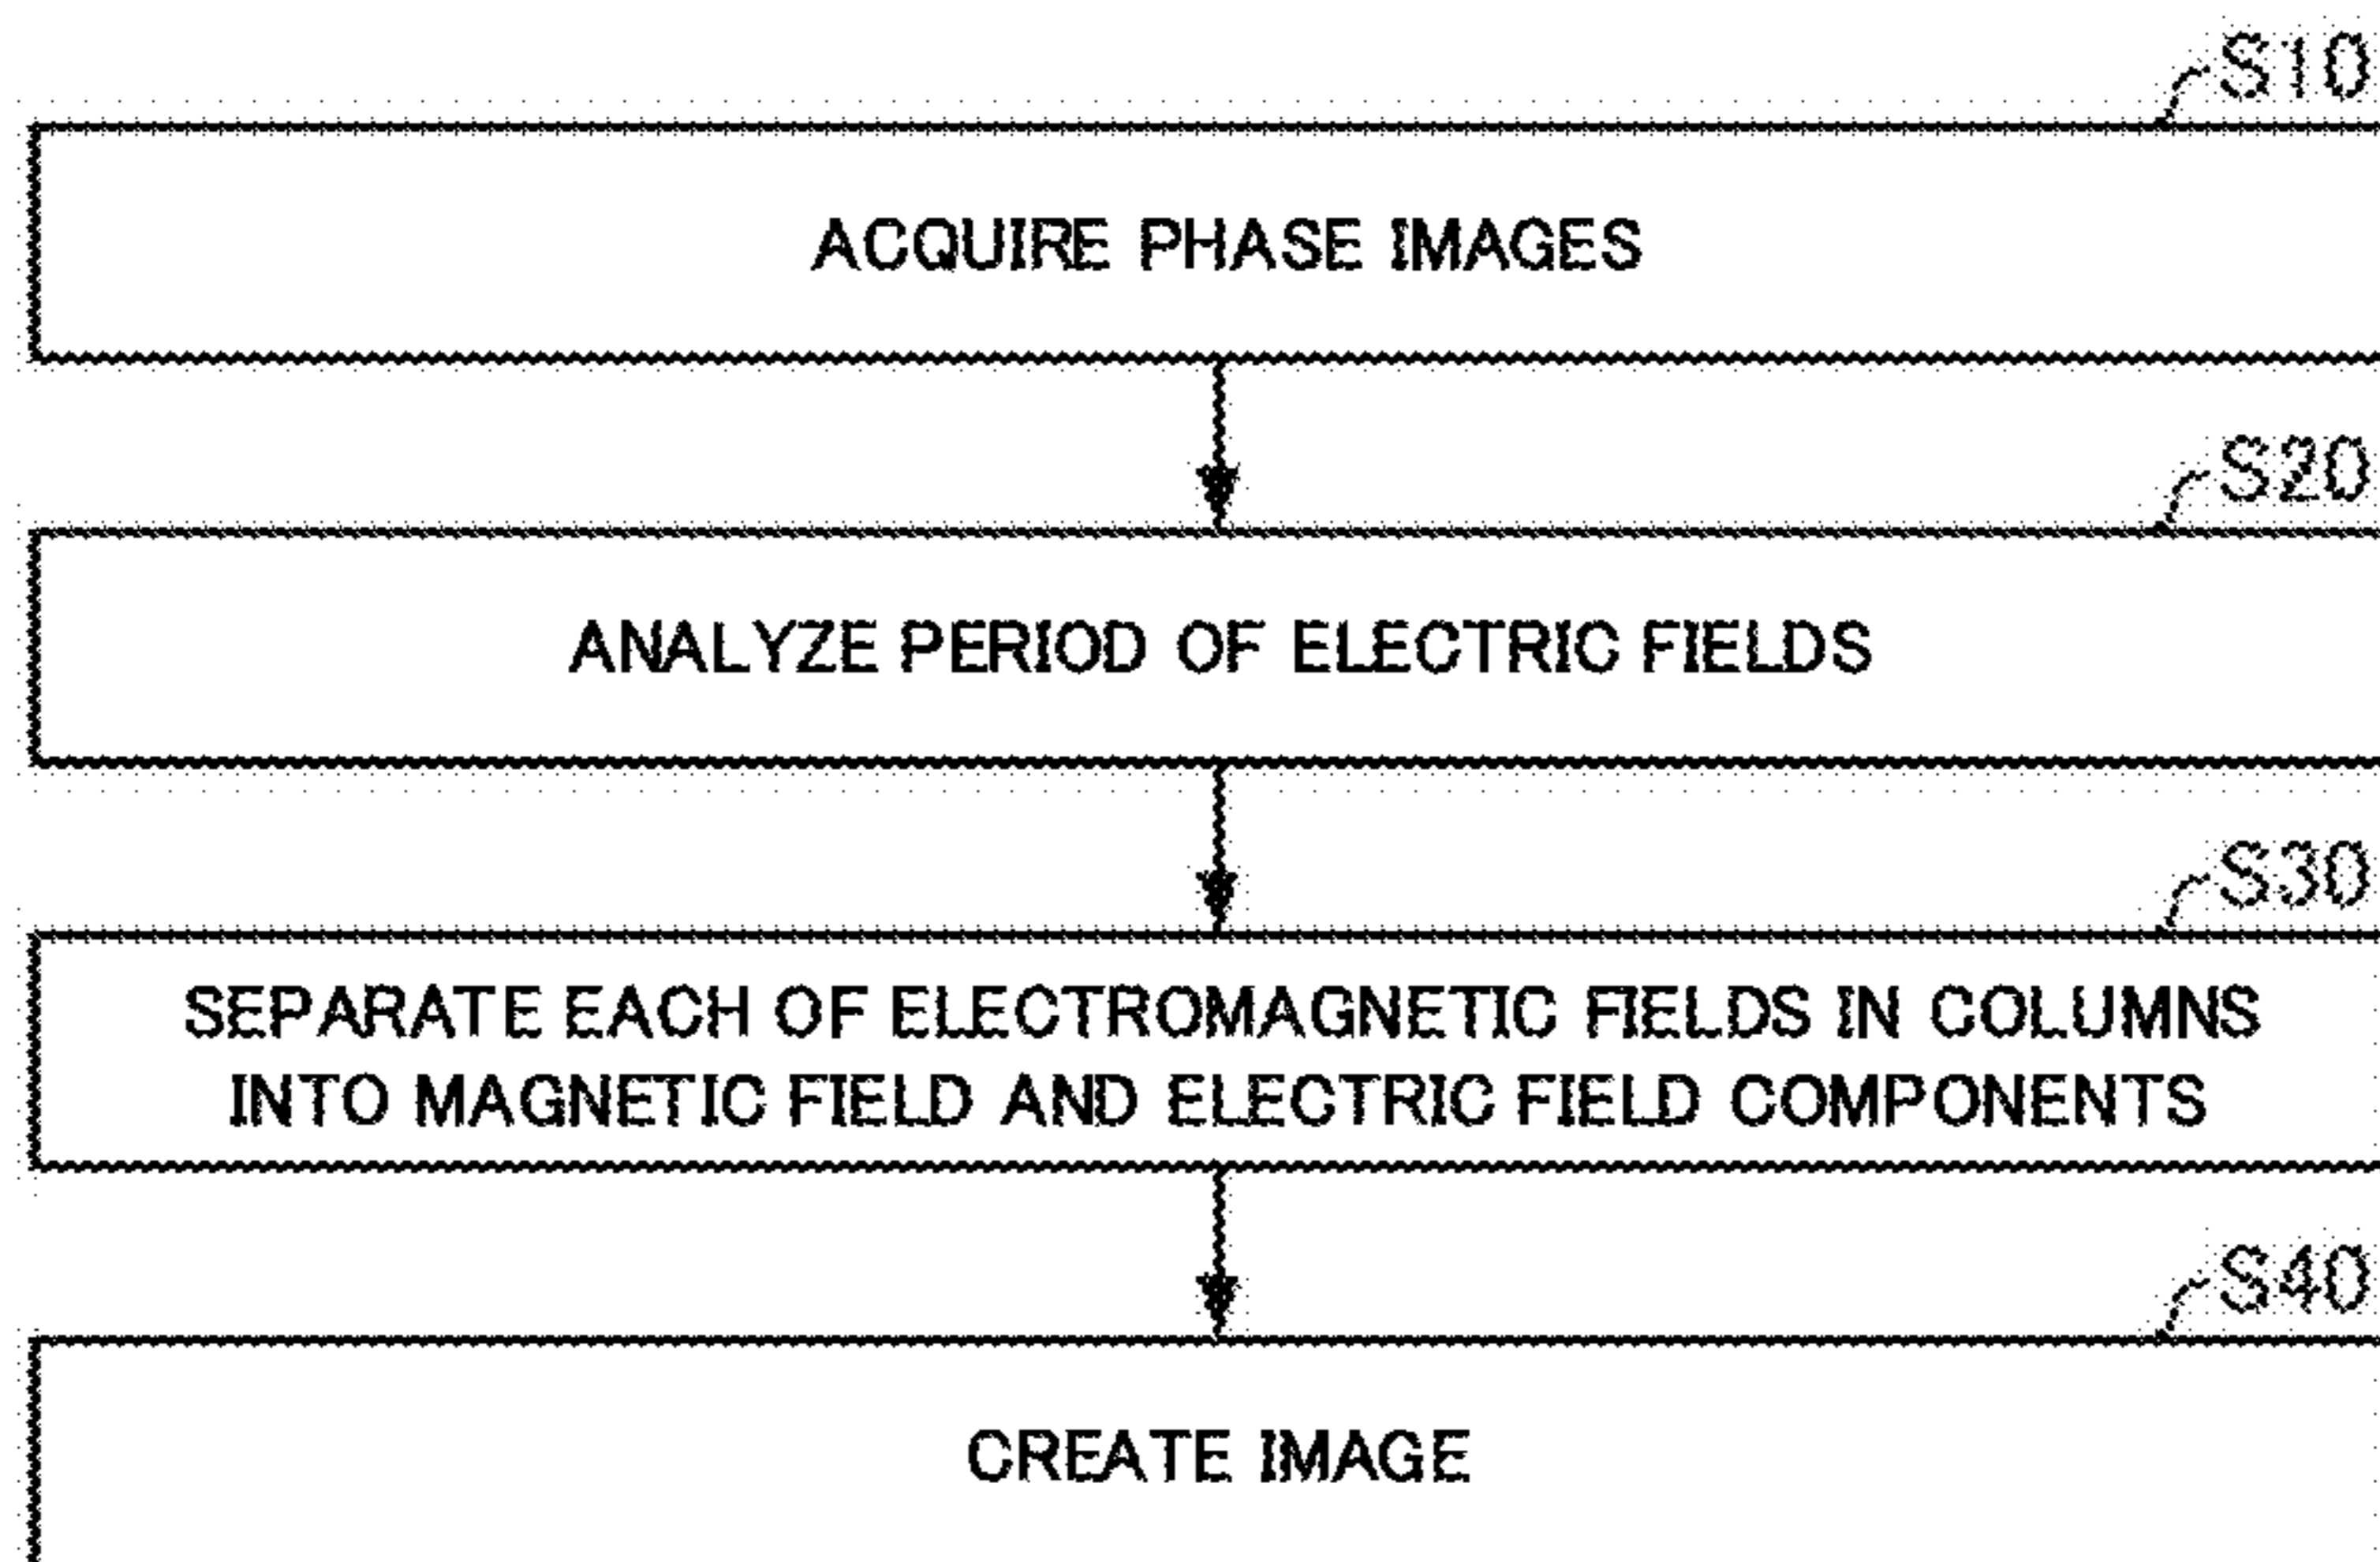 S10
ACQUIRE PHASE IMAGES
S20
ANALYZE PERIOD OF ELECTRIC FIELDS
S30
SEPARATE EACH OF ELECTROMAGNETIC FIELDS IN COLUMNS
INTO MAGNETIC FIELD AND ELECTRIC FIELD COMPONENTS
S40
CREATE IMAGE